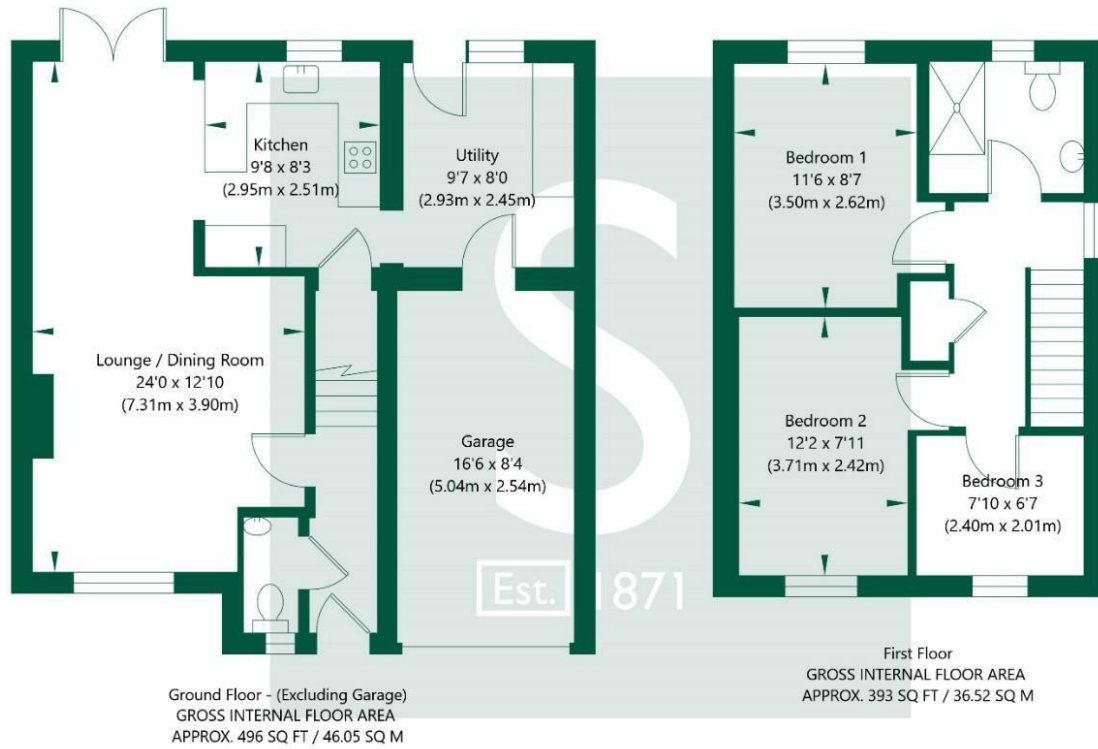 Kitchen
9'8 x 8'3
(2.95m x 2.51m)
Utility
9'7 x 8'0
(2.93m x 2.45m)
Lounge / Dining Room
24'0 x 12'10
(7.31m x 3.90m)
Garage
16'6 x 8'4
(5.04m x 2.54m)
Bedroom 1
11'6 x 8'7
(3.50m x 2.62m)
Bedroom 2
12'2 x 7'11
(3.71m x 2.42m)
Bedroom 3
7'10 x 6'7
(2.40m x 2.01m)
S
Est. 1871
Ground Floor - (Excluding Garage)
GROSS INTERNAL FLOOR AREA
APPROX. 496 SQ FT / 46.05 SQ M
First Floor
GROSS INTERNAL FLOOR AREA
APPROX. 393 SQ FT / 36.52 SQ M